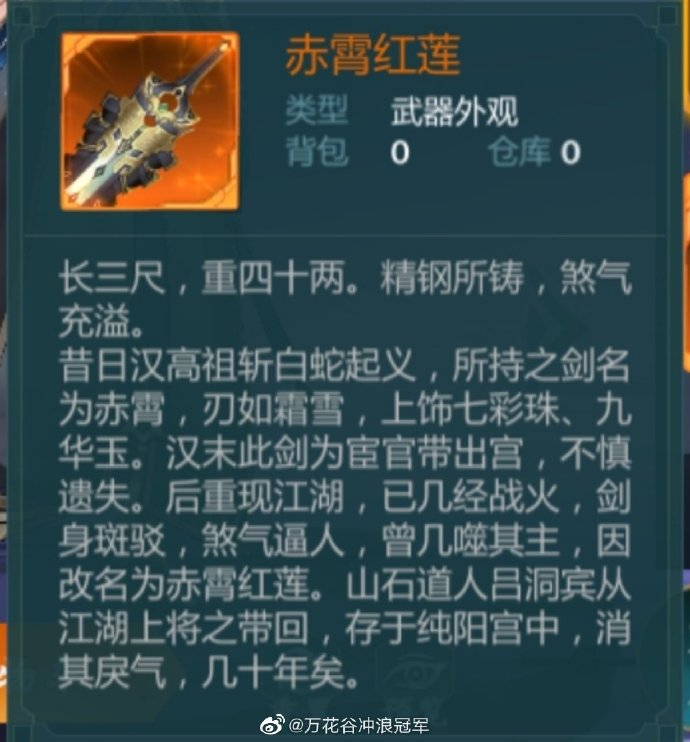 赤霄红莲
类型 武器外观
背包 0 仓库 0
长三尺，重四十两。精钢所铸，煞气
充溢。
昔日汉高祖斩白蛇起义，所持之剑名
为赤霄，刃如霜雪，上饰七彩珠、九
华玉。汉末此剑为宦官带出宫，不慎
遗失。后重现江湖，已几经战火，剑
身斑驳，煞气逼人，曾几噬其主，因
改名为赤霄红莲。山石道人吕洞宾从
江湖上将之带回，存于纯阳宫中，消
其戾气，几十年矣。
@万花谷冲浪冠军